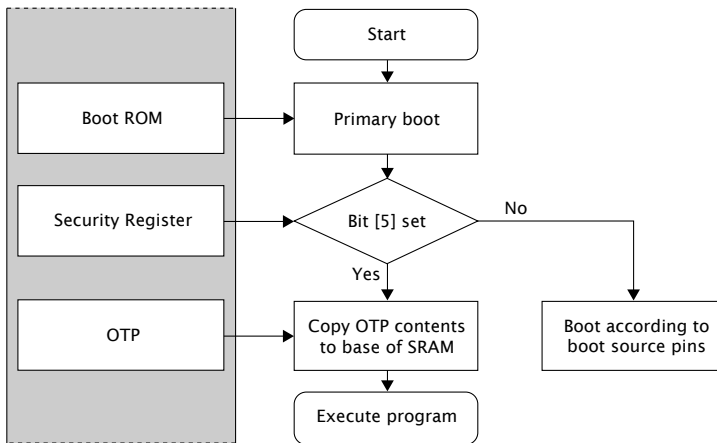 Start
Boot ROM
Primary boot
Security Register
Bit [5] set
No
Yes
OTP
Copy OTP contents
to base of SRAM
Boot according to
boot source pins
Execute program